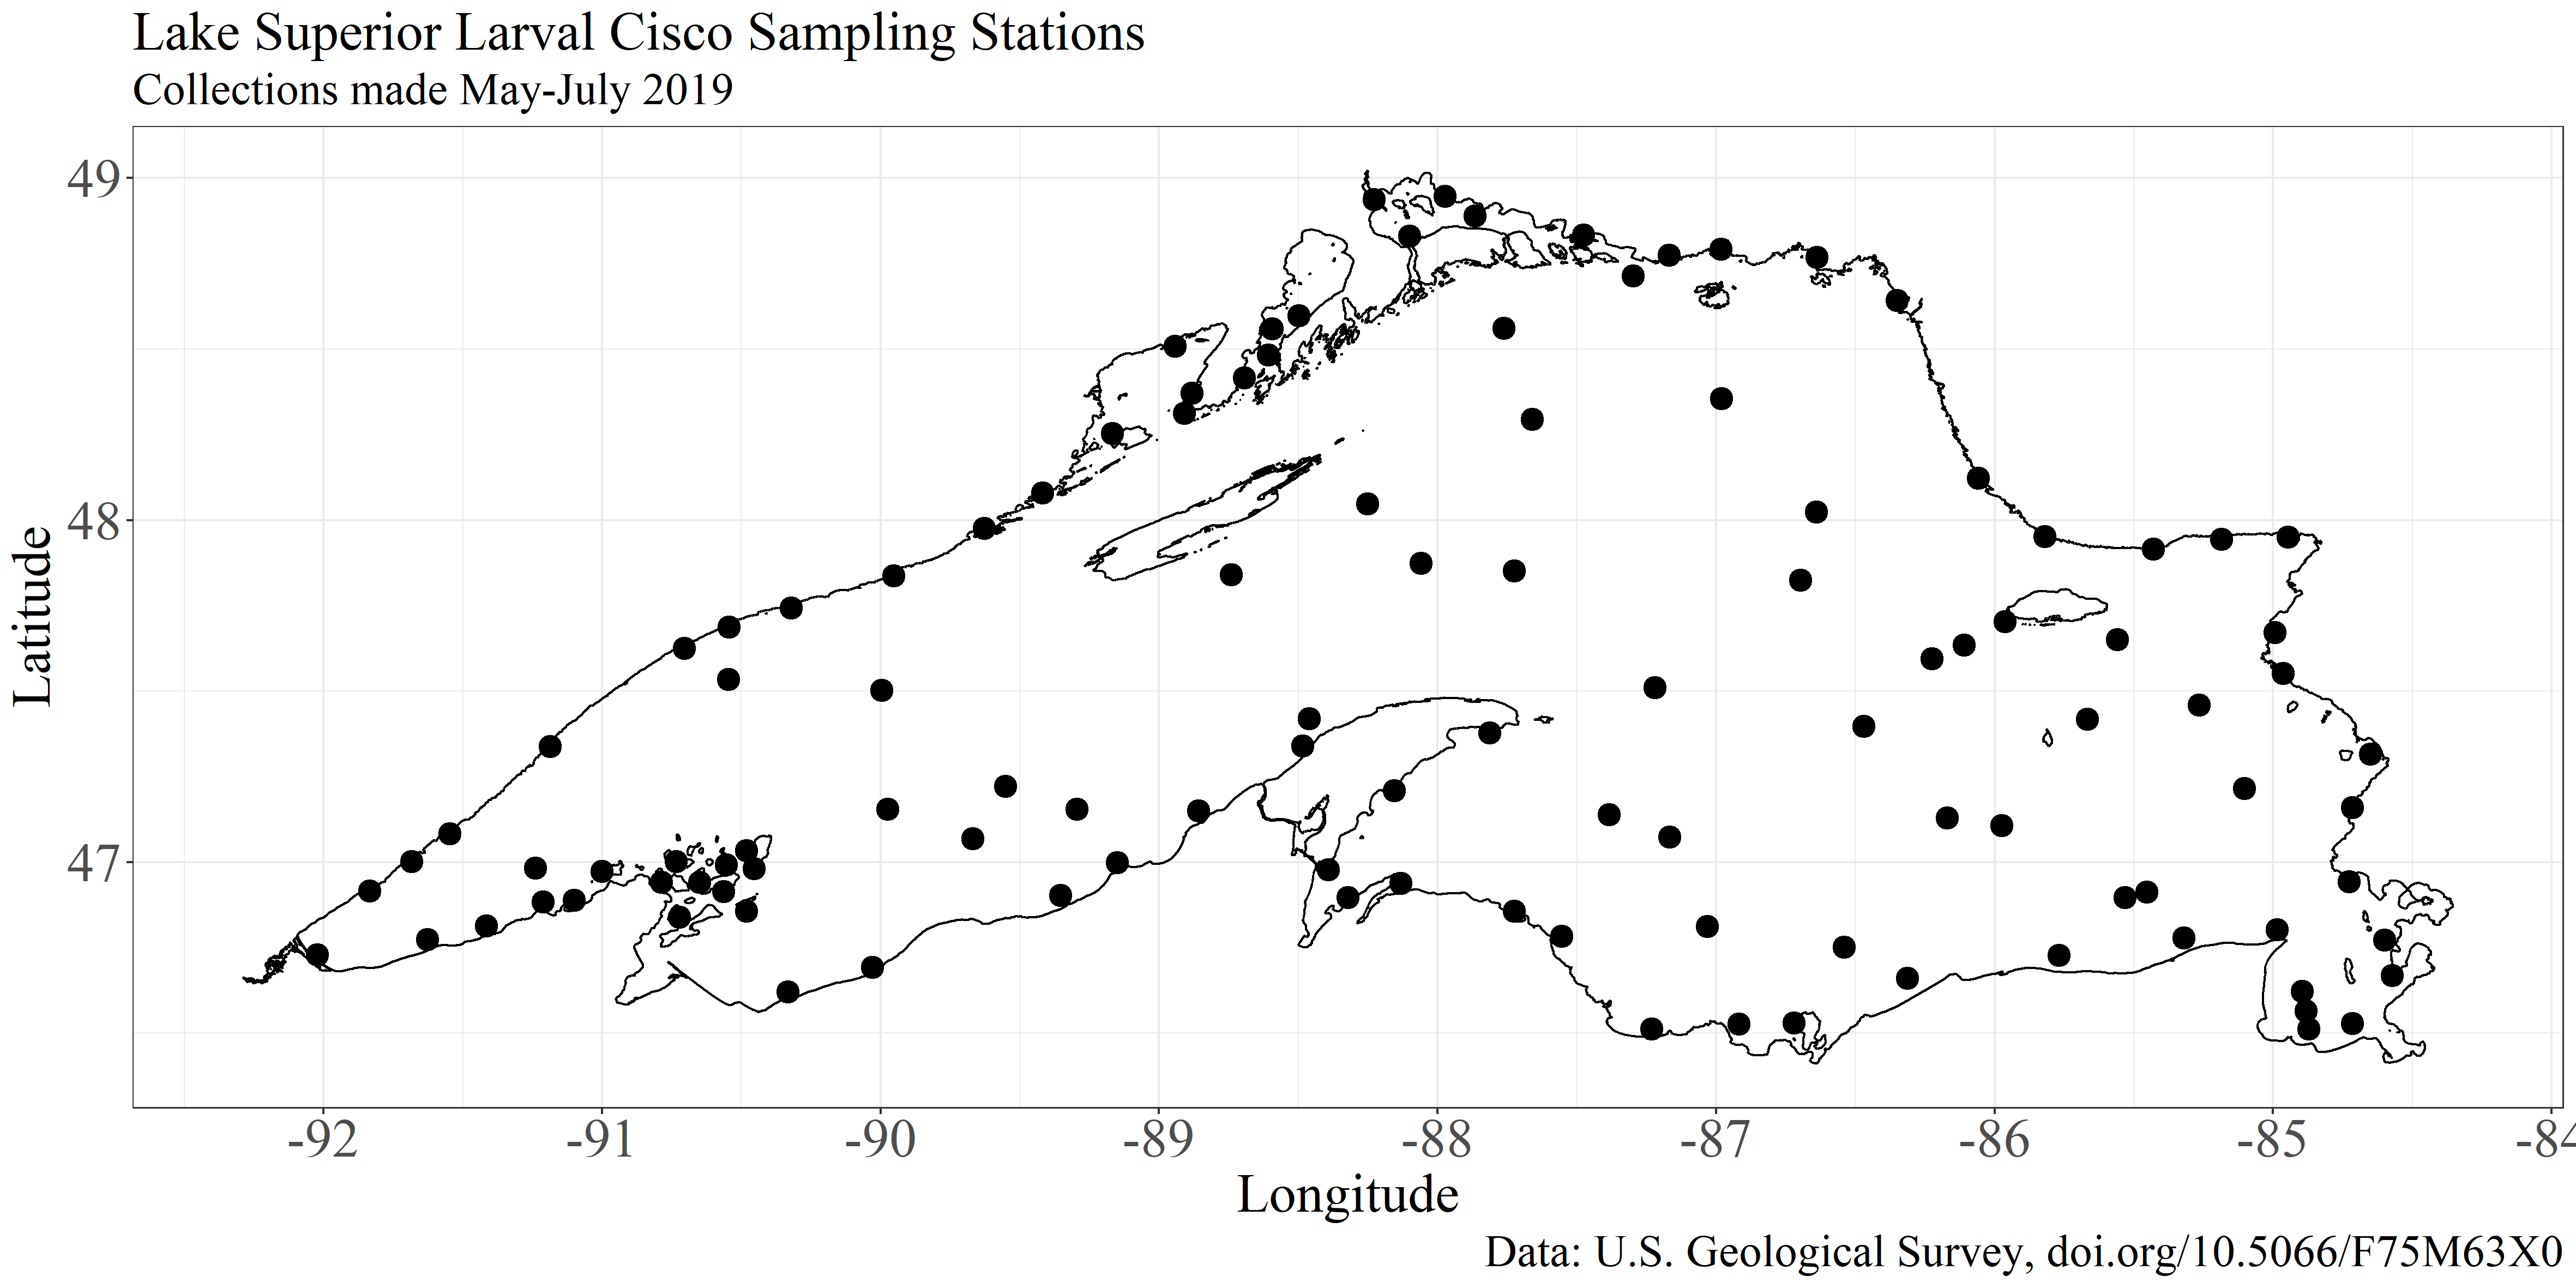 Lake Superior Larval Cisco Sampling Stations
Collections made May-July 2019
49
48
47
Latitude
-92 -91 -90 -89 -88 -87 -86 -85 -84
Longitude
Data: U.S. Geological Survey, doi.org/10.5066/F75M63X0